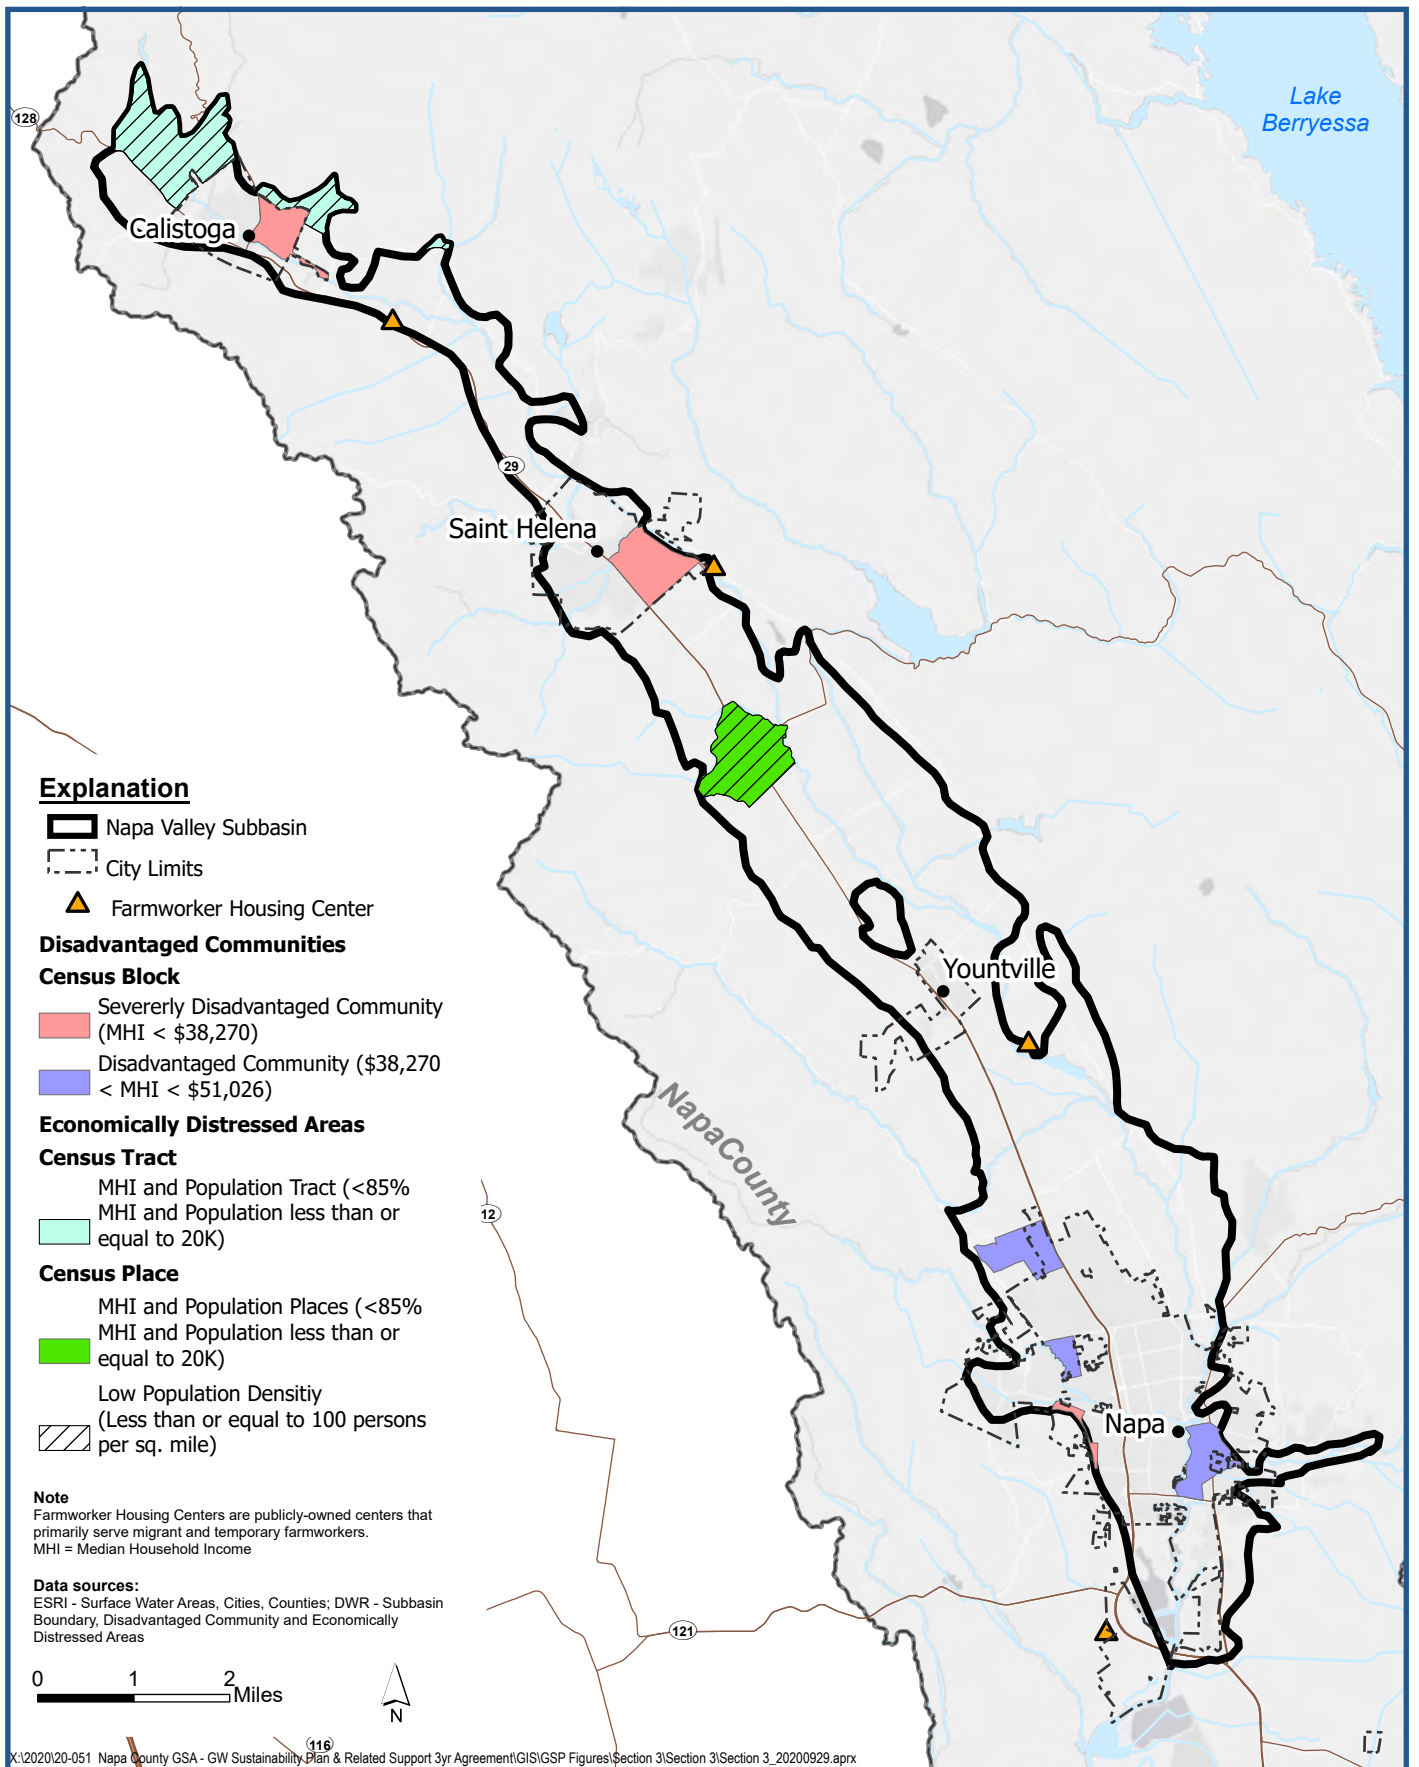 Lake
Berryessa
128
Calistoga
29
Saint Helena
Yountville
NapaCounty
12
Napa
121
116
Explanation
Napa Valley Subbasin
City Limits
Farmworker Housing Center
Disadvantaged Communities
Census Block
Severerly Disadvantaged Community
(MHI < $38,270)
Disadvantaged Community ($38,270
< MHI < $51,026)
Economically Distressed Areas
Census Tract
MHI and Population Tract (<85%
MHI and Population less than or
equal to 20K)
Census Place
MHI and Population Places (<85%
MHI and Population less than or
equal to 20K)
Low Population Densitiy
(Less than or equal to 100 persons
per sq. mile)
Note
Farmworker Housing Centers are publicly-owned centers that
primarily serve migrant and temporary farmworkers.
MHI = Median Household Income
Data sources:
ESRI - Surface Water Areas, Cities, Counties; DWR - Subbasin
Boundary, Disadvantaged Community and Economically
Distressed Areas
0 1 2 Miles
N
X:\2020\20-051 Napa County GSA - GW Sustainability Plan & Related Support 3yr Agreement\GIS\GSP Figures\Section 3\Section 3\Section 3_20200929.aprx